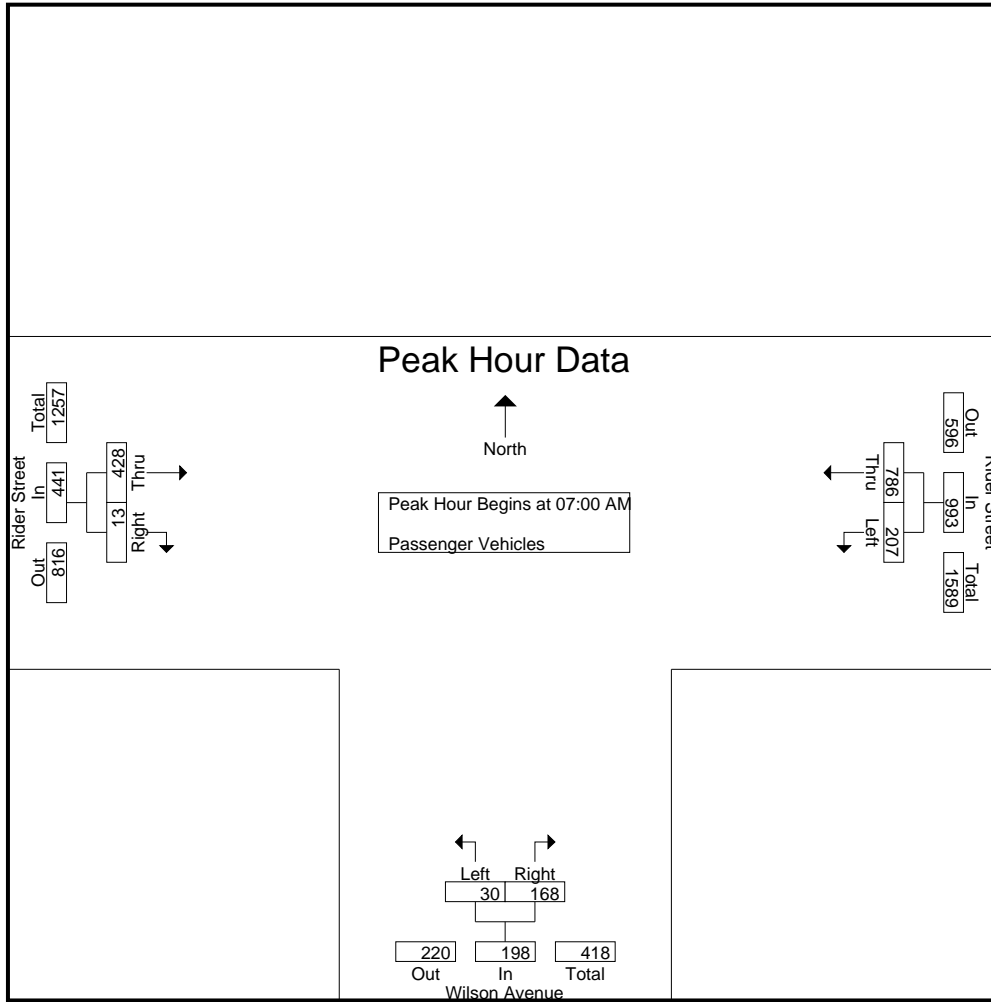 Peak Hour Data
North
Peak Hour Begins at 07:00 AM
Passenger Vehicles
Rider Street
Total
1257
In
441
Out
816
428
Thru
13
Right
Rider Street
Out
596
In
993
Total
1589
786
Thru
207
Left
Left Right
30 168
220 198 418
Out In Total
Wilson Avenue